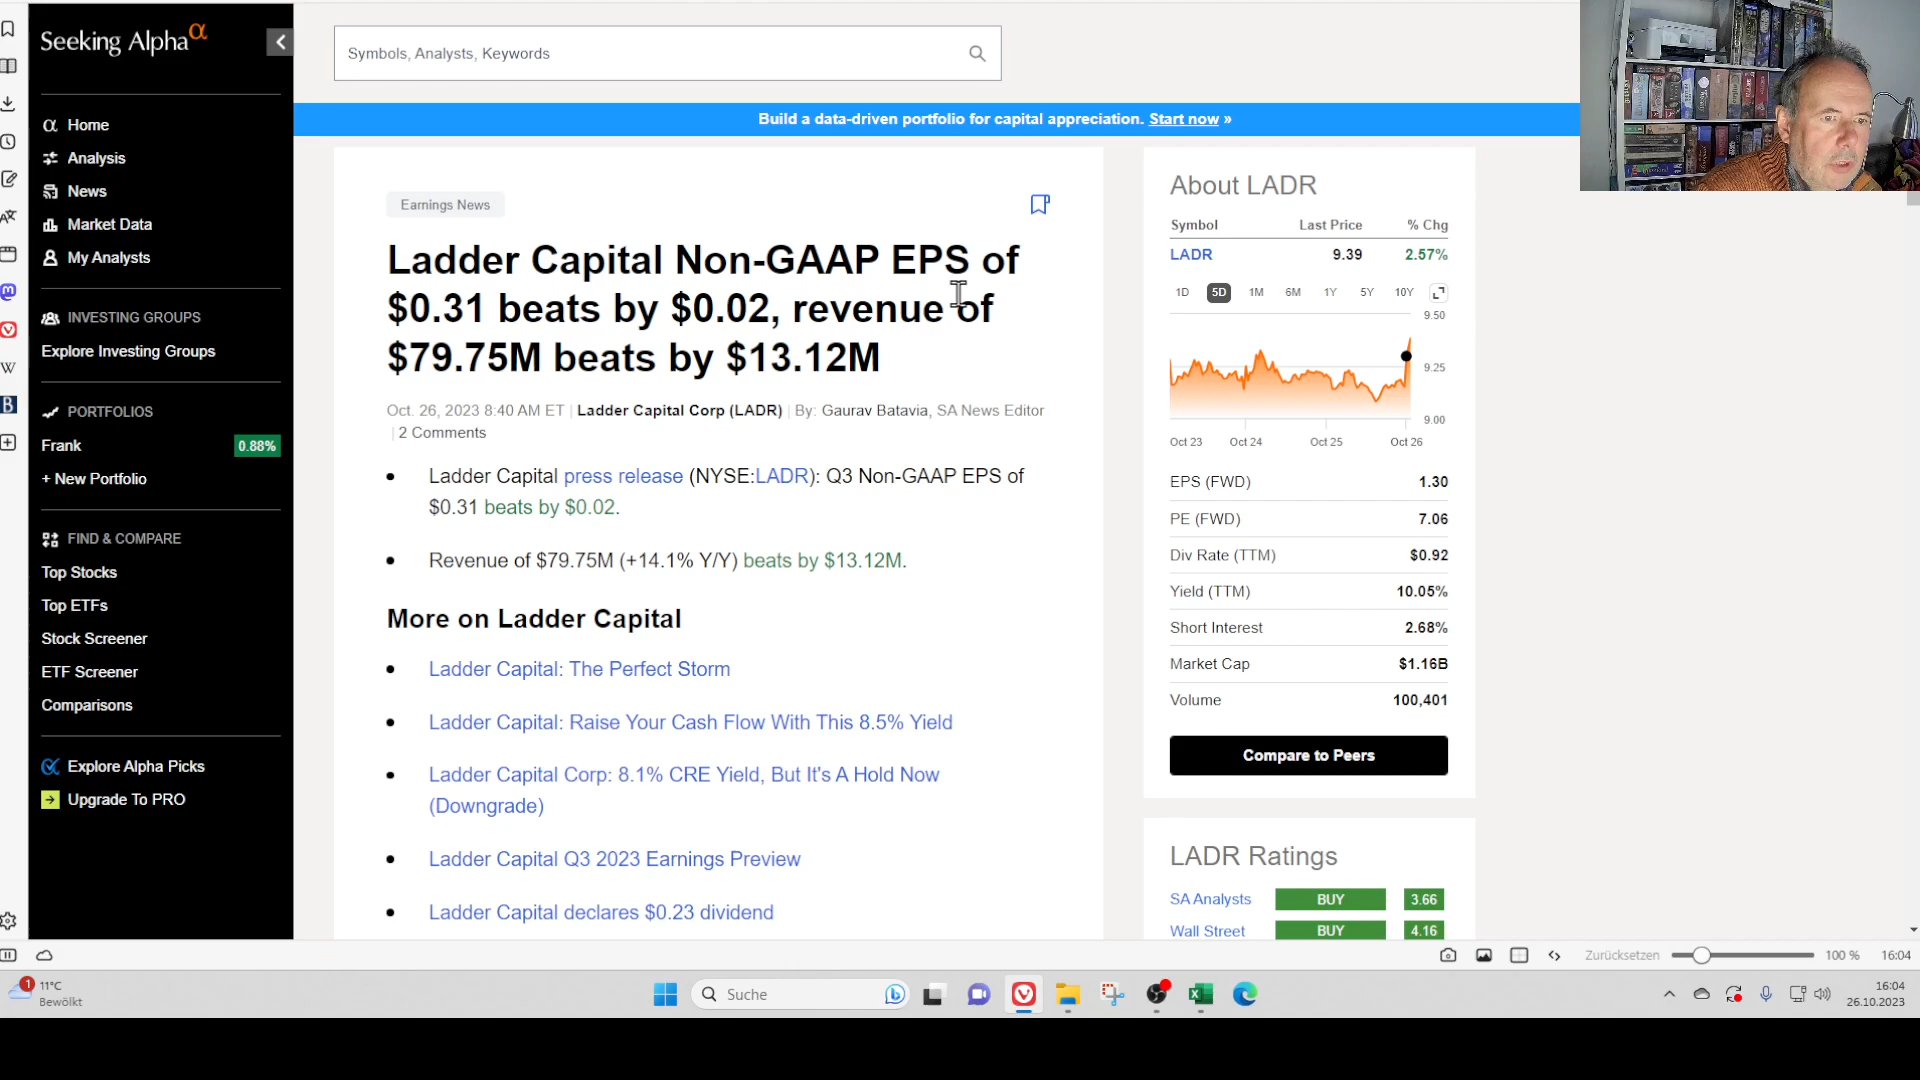 Seeking Alpha α
Home
Analysis
News
Market Data
My Analysts
INVESTING GROUPS
Explore Investing Groups
PORTFOLIOS
Frank 0.88%
+ New Portfolio
FIND & COMPARE
Top Stocks
Top ETFs
Stock Screener
ETF Screener
Comparisons
Explore Alpha Picks
Upgrade To PRO
Symbols, Analysts, Keywords
Build a data-driven portfolio for capital appreciation. Start now »
Earnings News
Ladder Capital Non-GAAP EPS of
$0.31 beats by $0.02, revenue of
$79.75M beats by $13.12M
Oct. 26, 2023 8:40 AM ET | Ladder Capital Corp (LADR) | By: Gaurav Batavia, SA News Editor
| 2 Comments
• Ladder Capital press release (NYSE:LADR): Q3 Non-GAAP EPS of
$0.31 beats by $0.02.
• Revenue of $79.75M (+14.1% Y/Y) beats by $13.12M.
More on Ladder Capital
• Ladder Capital: The Perfect Storm
• Ladder Capital: Raise Your Cash Flow With This 8.5% Yield
• Ladder Capital Corp: 8.1% CRE Yield, But It's A Hold Now
(Downgrade)
• Ladder Capital Q3 2023 Earnings Preview
• Ladder Capital declares $0.23 dividend
About LADR
Symbol Last Price % Chg
LADR 9.39 2.57%
1D 5D 1M 6M 1Y 5Y 10Y
9.50
9.25
9.00
Oct 23 Oct 24 Oct 25 Oct 26
EPS (FWD) 1.30
PE (FWD) 7.06
Div Rate (TTM) $0.92
Yield (TTM) 10.05%
Short Interest 2.68%
Market Cap $1.16B
Volume 100,401
Compare to Peers
LADR Ratings
SA Analysts BUY 3.66
Wall Street BUY 4.16
Zurücksetzen 100 % 16:04
1 11°C
Bewölkt
Suche
16:04
26.10.2023